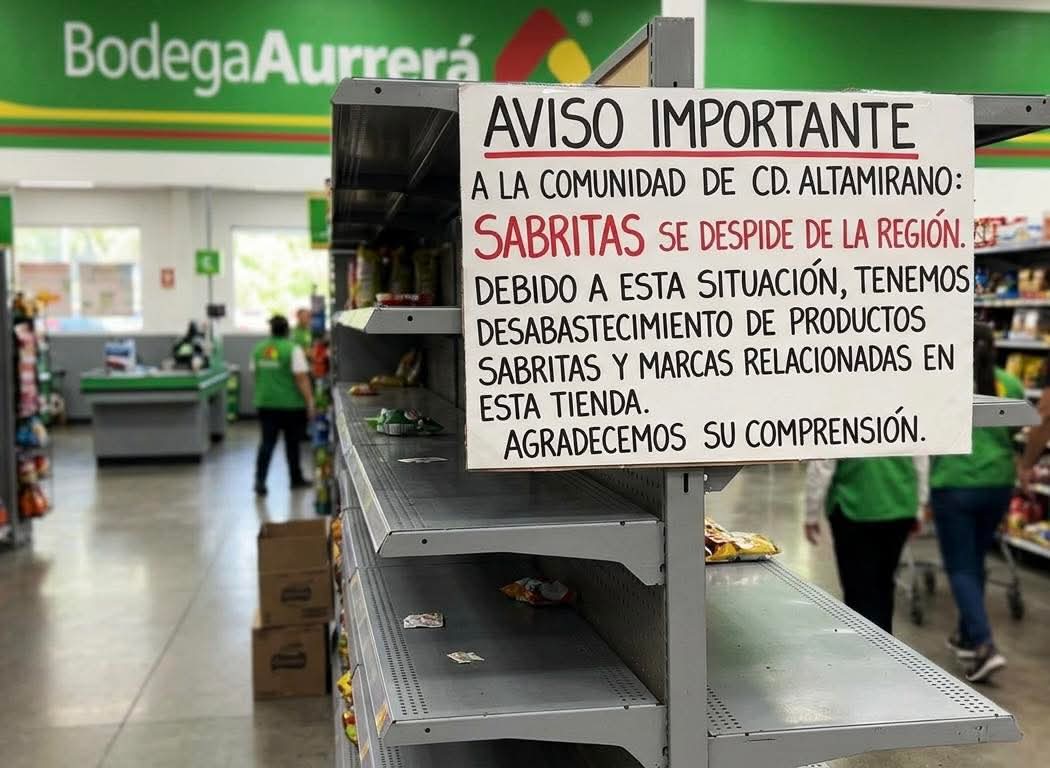 BodegaAurrerá
AVISO IMPORTANTE
A LA COMUNIDAD DE CD. ALTAMIRANO:
SABRITAS SE DESPIDE DE LA REGIÓN.
DEBIDO A ESTA SITUACIÓN, TENEMOS
DESABASTECIMIENTO DE PRODUCTOS
SABRITAS Y MARCAS RELACIONADAS EN
ESTA TIENDA.
AGRADECEMOS SU COMPRENSIÓN.